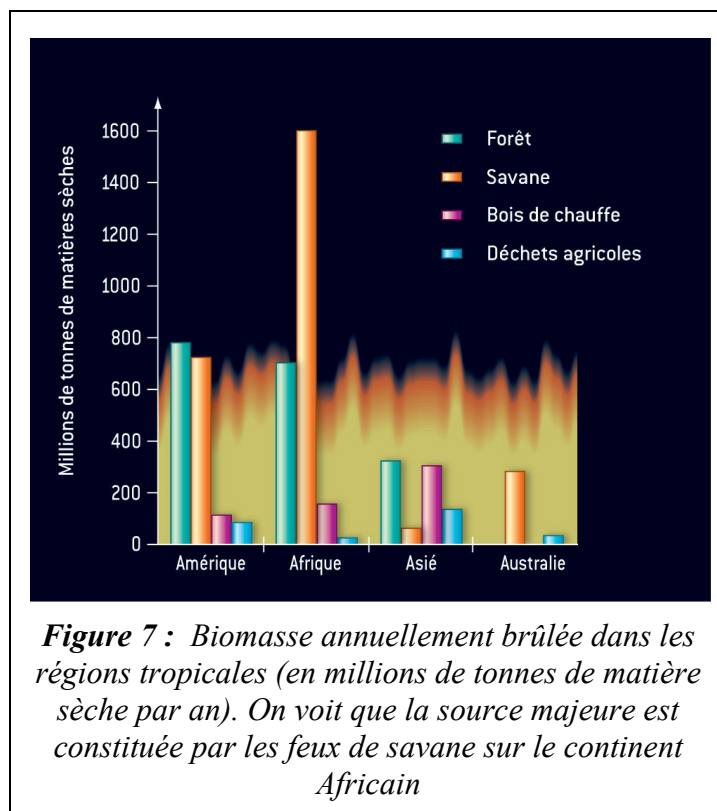 Millions de tonnes de matières sèches
1600
1400
1200
1000
800
600
400
200
0
Forêt
Savane
Bois de chauffe
Déchets agricoles
Amérique
Afrique
Asié
Australie
Figure 7 : Biomasse annuellement brûlée dans les
régions tropicales (en millions de tonnes de matière
sèche par an). On voit que la source majeure est
constituée par les feux de savane sur le continent
Africain